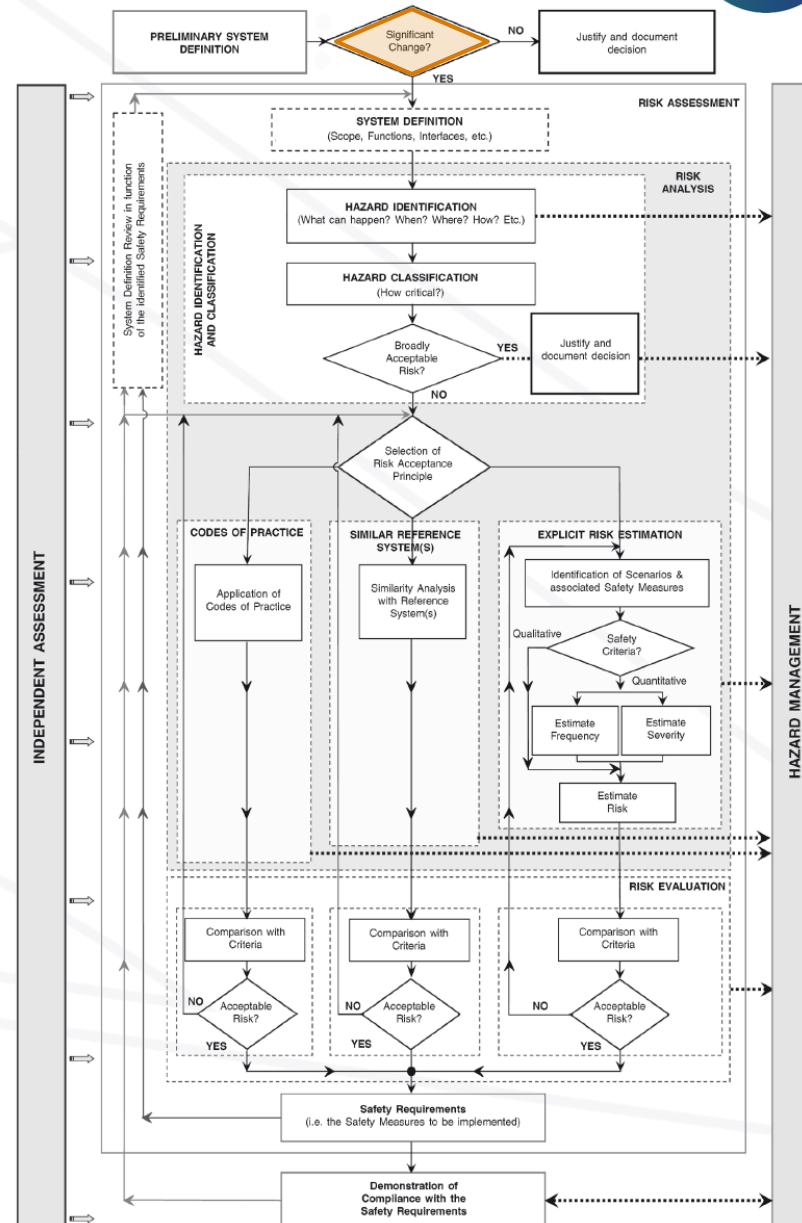 PRELIMINARY SYSTEM
DEFINITION
Significant
Change?
NO
Justify and document
decision
YES
RISK ASSESSMENT
SYSTEM DEFINITION
(Scope, Functions, Interfaces, etc.)
System Definition Review in function
of the identified Safety Requirements
RISK
ANALYSIS
HAZARD IDENTIFICATION
AND CLASSIFICATION
HAZARD IDENTIFICATION
(What can happen? When? Where? How? Etc.)
HAZARD CLASSIFICATION
(How critical?)
Broadly
Acceptable
Risk?
YES
Justify and
document decision
NO
Selection of
Risk Acceptance
Principle
CODES OF PRACTICE
SIMILAR REFERENCE
SYSTEM(S)
EXPLICIT RISK ESTIMATION
Application of
Codes of Practice
Similarity Analysis
with Reference
System(s)
Identification of Scenarios &
associated Safety Measures
Qualitative
Safety
Criteria?
Quantitative
Estimate
Frequency
Estimate
Severity
Estimate
Risk
INDEPENDENT ASSESSMENT
HAZARD MANAGEMENT
RISK EVALUATION
Comparison with
Criteria
Comparison with
Criteria
Comparison with
Criteria
NO
Acceptable
Risk?
YES
NO
Acceptable
Risk?
YES
NO
Acceptable
Risk?
YES
Safety Requirements
(i.e. the Safety Measures to be implemented)
Demonstration of
Compliance with the
Safety Requirements